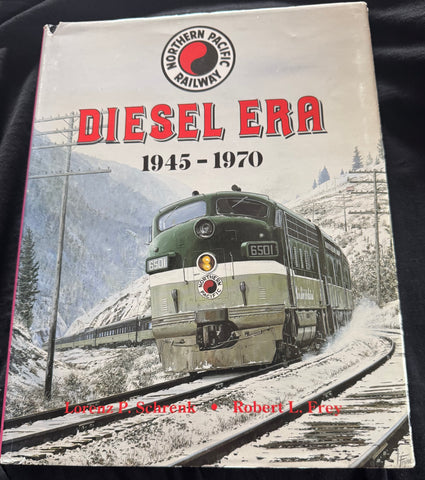 NORTHERN PACIFIC
RAILWAY
DIESEL ERA
1945 - 1970
6501
6501
Lorenz P. Schrenk • Robert L. Frey